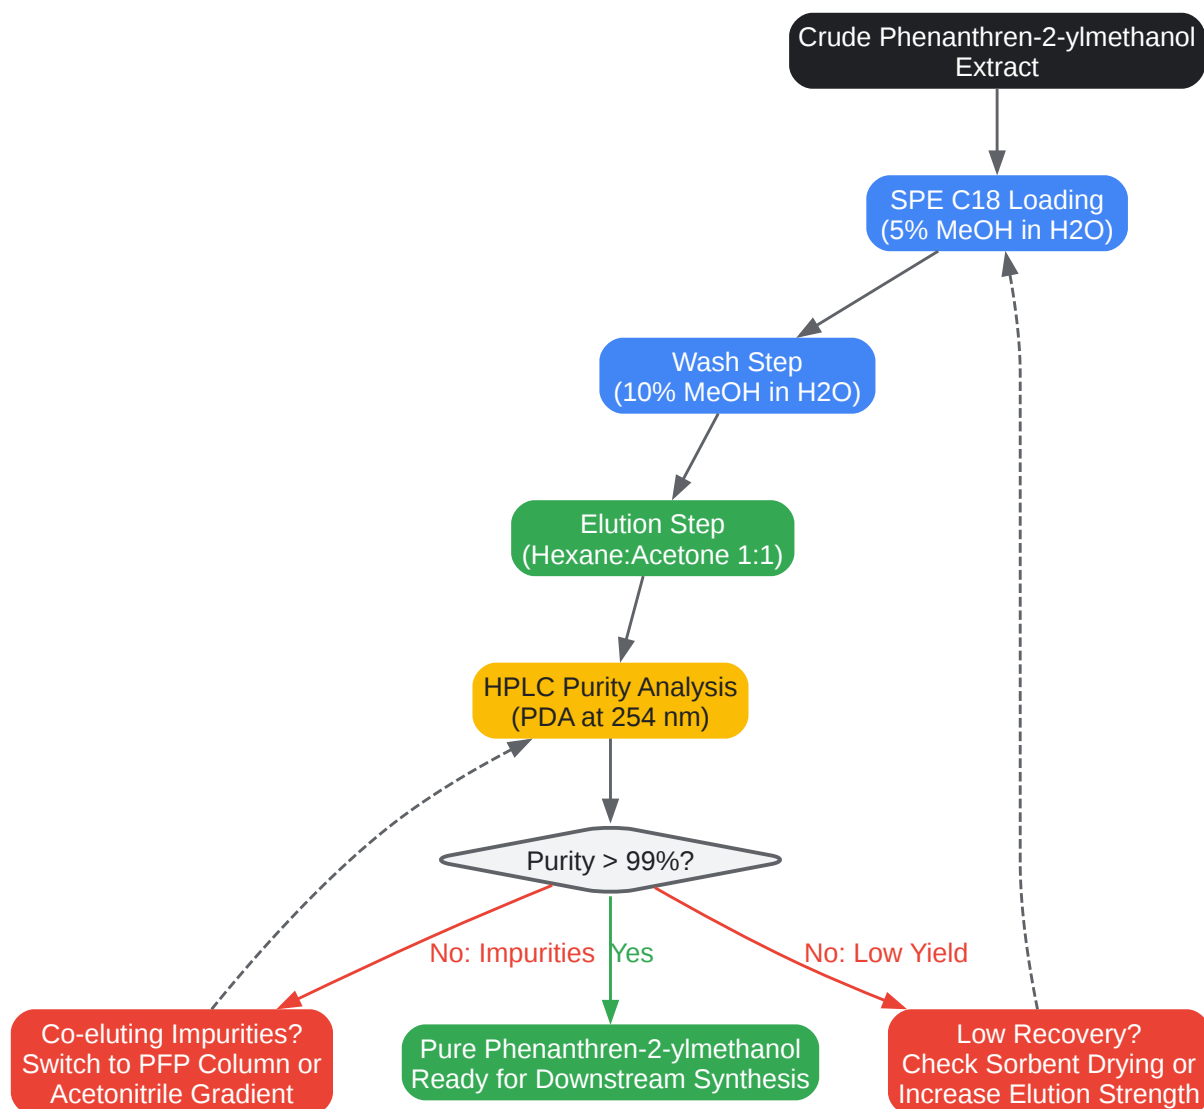 Crude Phenanthren-2-ylmethanol
Extract
SPE C18 Loading
(5% MeOH in H2O)
Wash Step
(10% MeOH in H2O)
Elution Step
(Hexane:Acetone 1:1)
HPLC Purity Analysis
(PDA at 254 nm)
Purity > 99%?
No: Impurities
Yes
No: Low Yield
Co-eluting Impurities?
Switch to PFP Column or
Acetonitrile Gradient
Pure Phenanthren-2-ylmethanol
Ready for Downstream Synthesis
Low Recovery?
Check Sorbent Drying or
Increase Elution Strength